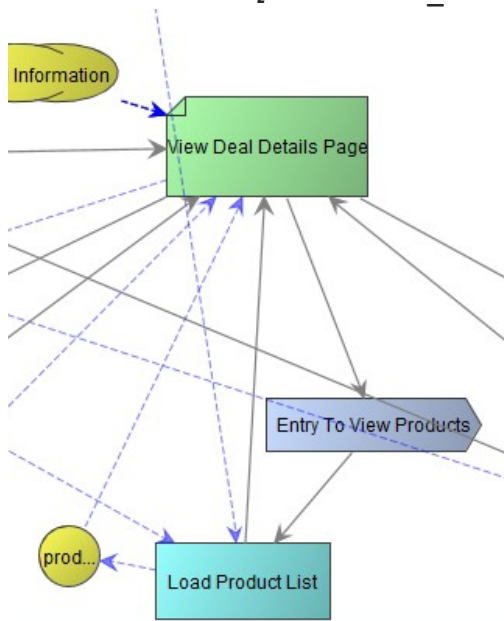 Information
View Deal Details Page
Entry To View Products
prod...
Load Product List